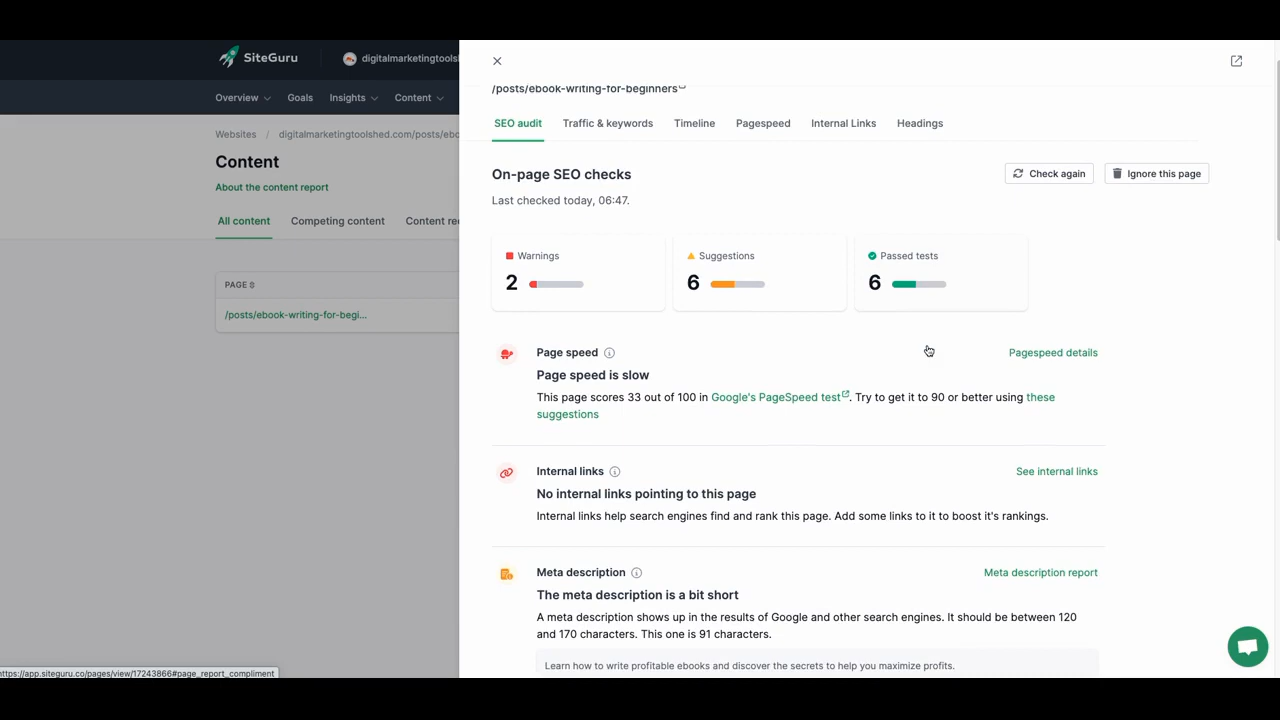 SiteGuru
digitalmarketingtoolsh
Overview Goals Insights Content
Websites / digitalmarketingtoolshed.com/posts/ebo
Content
About the content report
All content Competing content Content re
PAGE
/posts/ebook-writing-for-begi...
/posts/ebook-writing-for-beginners
SEO audit Traffic & keywords Timeline Pagespeed Internal Links Headings
On-page SEO checks
Check again Ignore this page
Last checked today, 06:47.
Warnings Suggestions Passed tests
2 6 6
Page speed Pagespeed details
Page speed is slow
This page scores 33 out of 100 in Google's PageSpeed test. Try to get it to 90 or better using these
suggestions
Internal links See internal links
No internal links pointing to this page
Internal links help search engines find and rank this page. Add some links to it to boost it's rankings.
Meta description Meta description report
The meta description is a bit short
A meta description shows up in the results of Google and other search engines. It should be between 120
and 170 characters. This one is 91 characters.
Learn how to write profitable ebooks and discover the secrets to help you maximize profits.
https://app.siteguru.co/pages/view/17243866#page_report_compliment